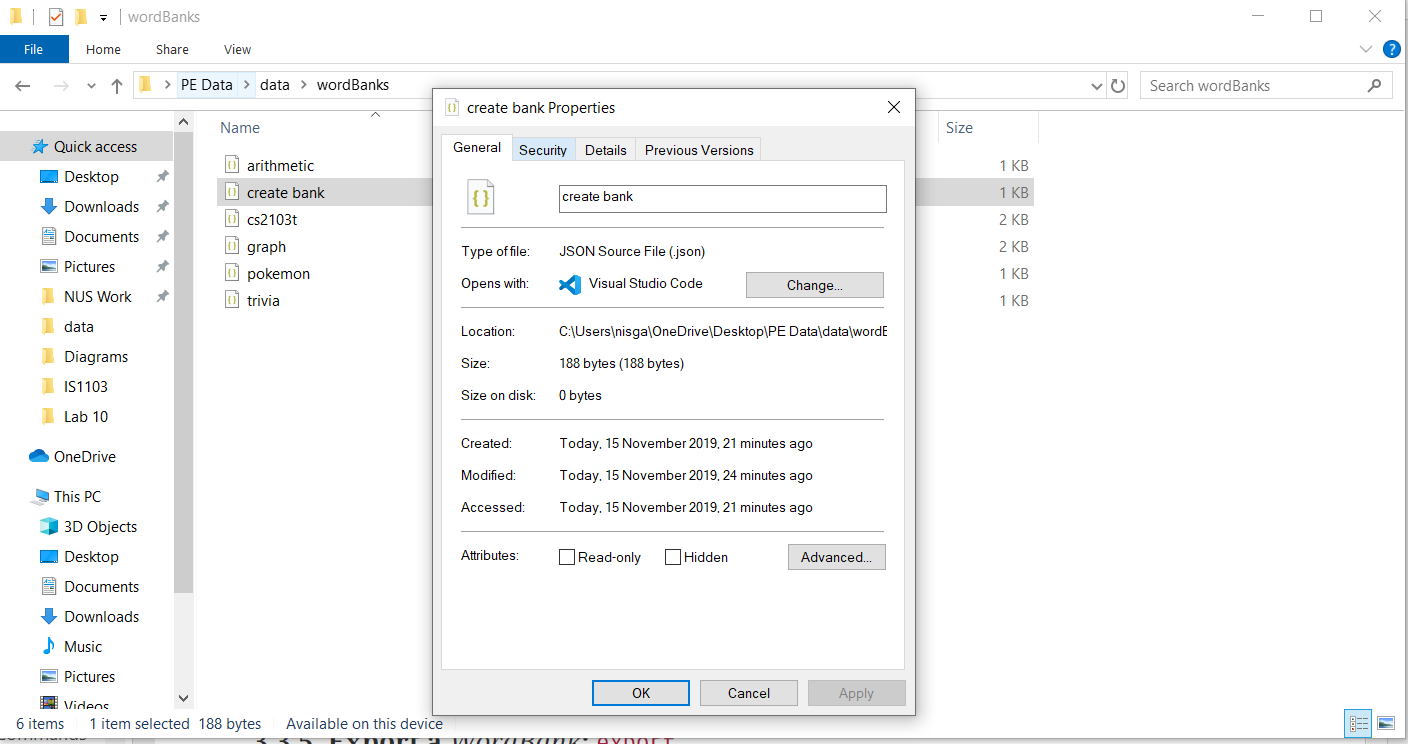 wordBanks
File Home Share View
PE Data data wordBanks
Search wordBanks
Quick access
Desktop
Downloads
Documents
Pictures
NUS Work
data
Diagrams
IS1103
Lab 10
OneDrive
This PC
3D Objects
Desktop
Documents
Downloads
Music
Pictures
Videos
Name Size
arithmetic 1 KB
create bank 1 KB
cs2103t 2 KB
graph 2 KB
pokemon 1 KB
trivia 1 KB
create bank Properties
General Security Details Previous Versions
create bank
Type of file: JSON Source File (.json)
Opens with: Visual Studio Code Change...
Location: C:\Users\nisga\OneDrive\Desktop\PE Data\data\wordB
Size: 188 bytes (188 bytes)
Size on disk: 0 bytes
Created: Today, 15 November 2019, 21 minutes ago
Modified: Today, 15 November 2019, 24 minutes ago
Accessed: Today, 15 November 2019, 21 minutes ago
Attributes: Read-only Hidden Advanced...
OK Cancel Apply
6 items 1 item selected 188 bytes Available on this device
3.3.5. Export a WordBank: export